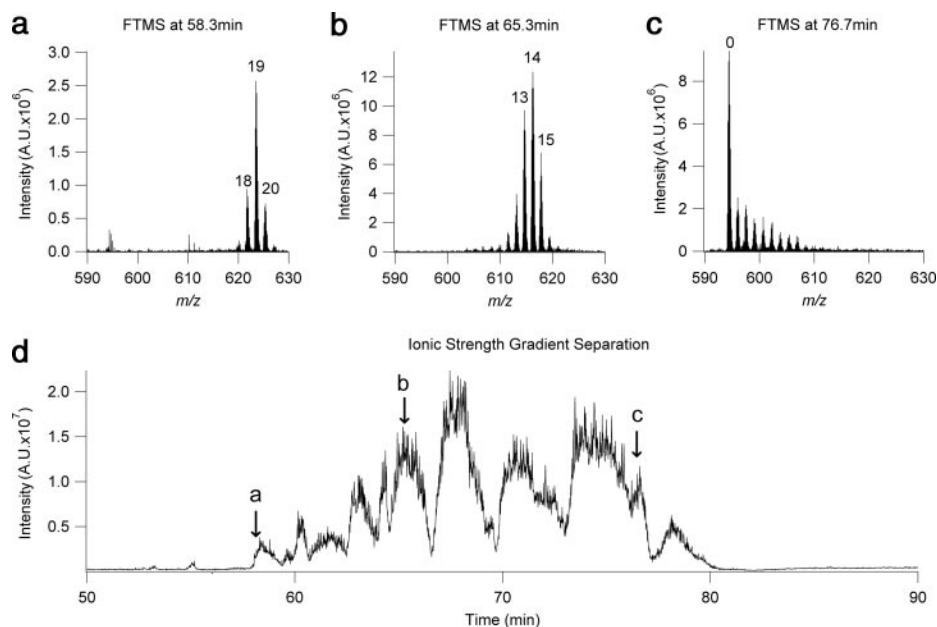 a FTMS at 58.3min
Intensity (A.U.x10⁶)
3.0
2.5
2.0
1.5
1.0
0.5
0.0
18
19
20
590 600 610 620 630
m/z
b FTMS at 65.3min
Intensity (A.U.x10⁶)
12
10
8
6
4
2
0
13
14
15
590 600 610 620 630
m/z
c FTMS at 76.7min
Intensity (A.U.x10⁶)
8
6
4
2
0
0
590 600 610 620 630
m/z
d Ionic Strength Gradient Separation
Intensity (A.U.x10⁷)
2.0
1.5
1.0
0.5
a
b
c
50 60 70 80 90
Time (min)